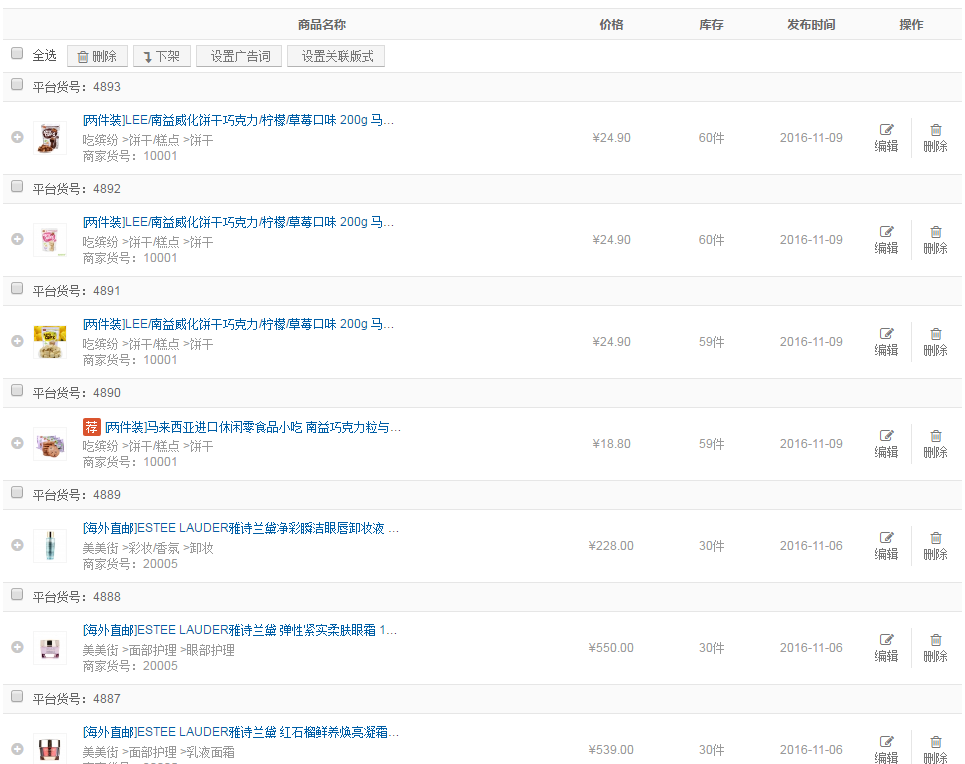 商品名称 价格 库存 发布时间 操作
全选 删除 下架 设置广告词 设置关联版式
平台货号：4893
[两件装]LEE/南益威化饼干巧克力/柠檬/草莓口味 200g 马...
吃缤纷 >饼干/糕点 >饼干
商家货号：10001
¥24.90 60件 2016-11-09 编辑 删除
平台货号：4892
[两件装]LEE/南益威化饼干巧克力/柠檬/草莓口味 200g 马...
吃缤纷 >饼干/糕点 >饼干
商家货号：10001
¥24.90 60件 2016-11-09 编辑 删除
平台货号：4891
[两件装]LEE/南益威化饼干巧克力/柠檬/草莓口味 200g 马...
吃缤纷 >饼干/糕点 >饼干
商家货号：10001
¥24.90 59件 2016-11-09 编辑 删除
平台货号：4890
荐 [两件装]马来西亚进口休闲零食品小吃 南益巧克力粒与...
吃缤纷 >饼干/糕点 >饼干
商家货号：10001
¥18.80 59件 2016-11-09 编辑 删除
平台货号：4889
[海外直邮]ESTEE LAUDER雅诗兰黛净彩瞬洁眼唇卸妆液 ...
美美街 >彩妆/香氛 >卸妆
商家货号：20005
¥228.00 30件 2016-11-06 编辑 删除
平台货号：4888
[海外直邮]ESTEE LAUDER雅诗兰黛 弹性紧实柔肤眼霜 1...
美美街 >面部护理 >眼部护理
商家货号：20005
¥550.00 30件 2016-11-06 编辑 删除
平台货号：4887
[海外直邮]ESTEE LAUDER雅诗兰黛 红石榴鲜养焕亮凝霜...
美美街 >面部护理 >乳液面霜
¥539.00 30件 2016-11-06 编辑 删除